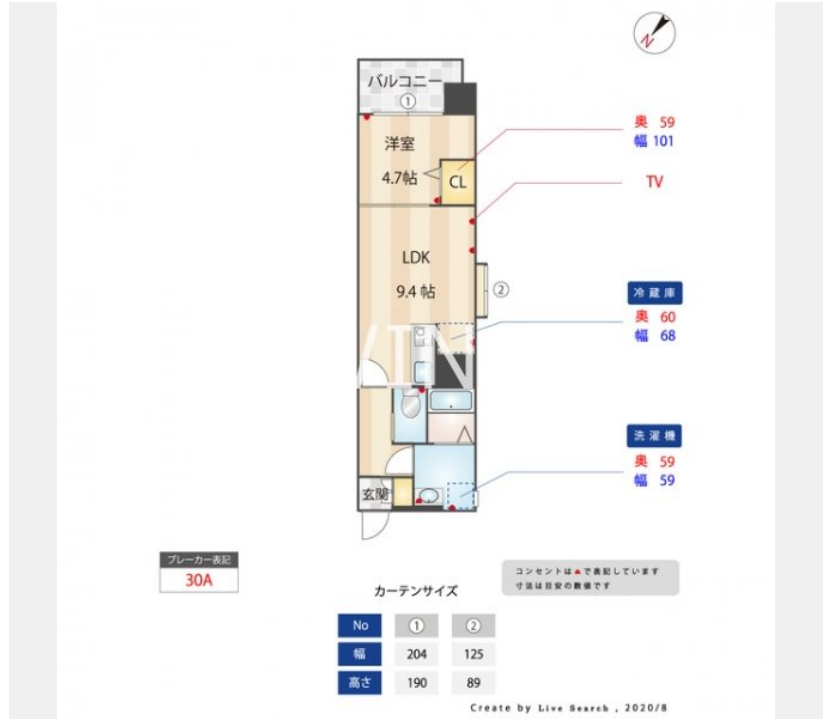 N
バルコニー
①
洋室
4.7帖
CL
奥 59
幅 101
TV
LDK
9.4 帖
②
冷蔵庫
奥 60
幅 68
洗濯機
奥 59
幅 59
玄関
ブレーカー表記
30A
コンセントは▲で表記しています
寸法は目安の数値です
カーテンサイズ
No ① ②
幅 204 125
高さ 190 89
Create by Live Search , 2020/8